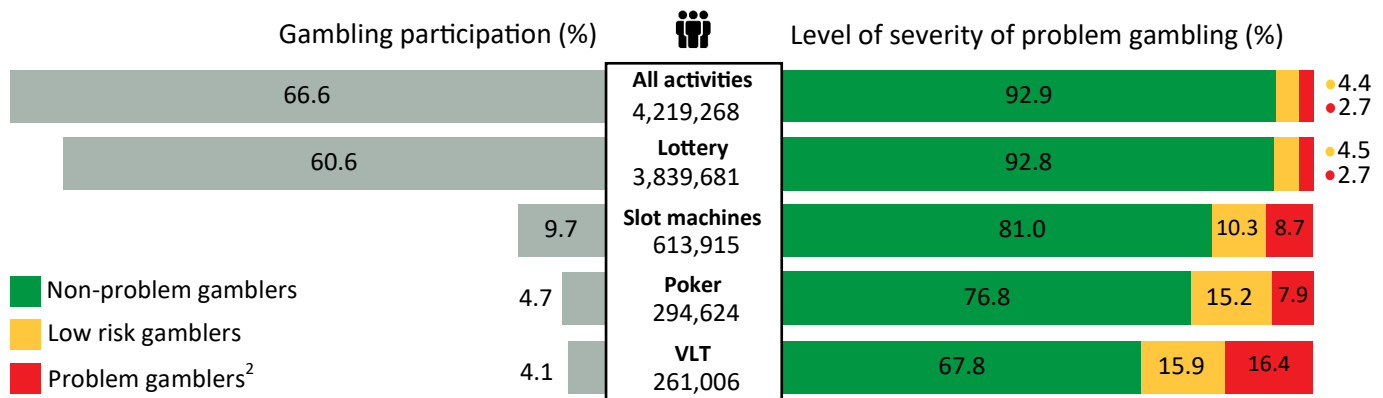 Gambling participation (%)
Level of severity of problem gambling (%)
66.6
All activities
4,219,268
92.9
4.4
2.7
60.6
Lottery
3,839,681
92.8
4.5
2.7
9.7
Slot machines
613,915
81.0
10.3
8.7
Non-problem gamblers
4.7
Poker
294,624
76.8
15.2
7.9
Low risk gamblers
Problem gamblers2
4.1
VLT
261,006
67.8
15.9
16.4